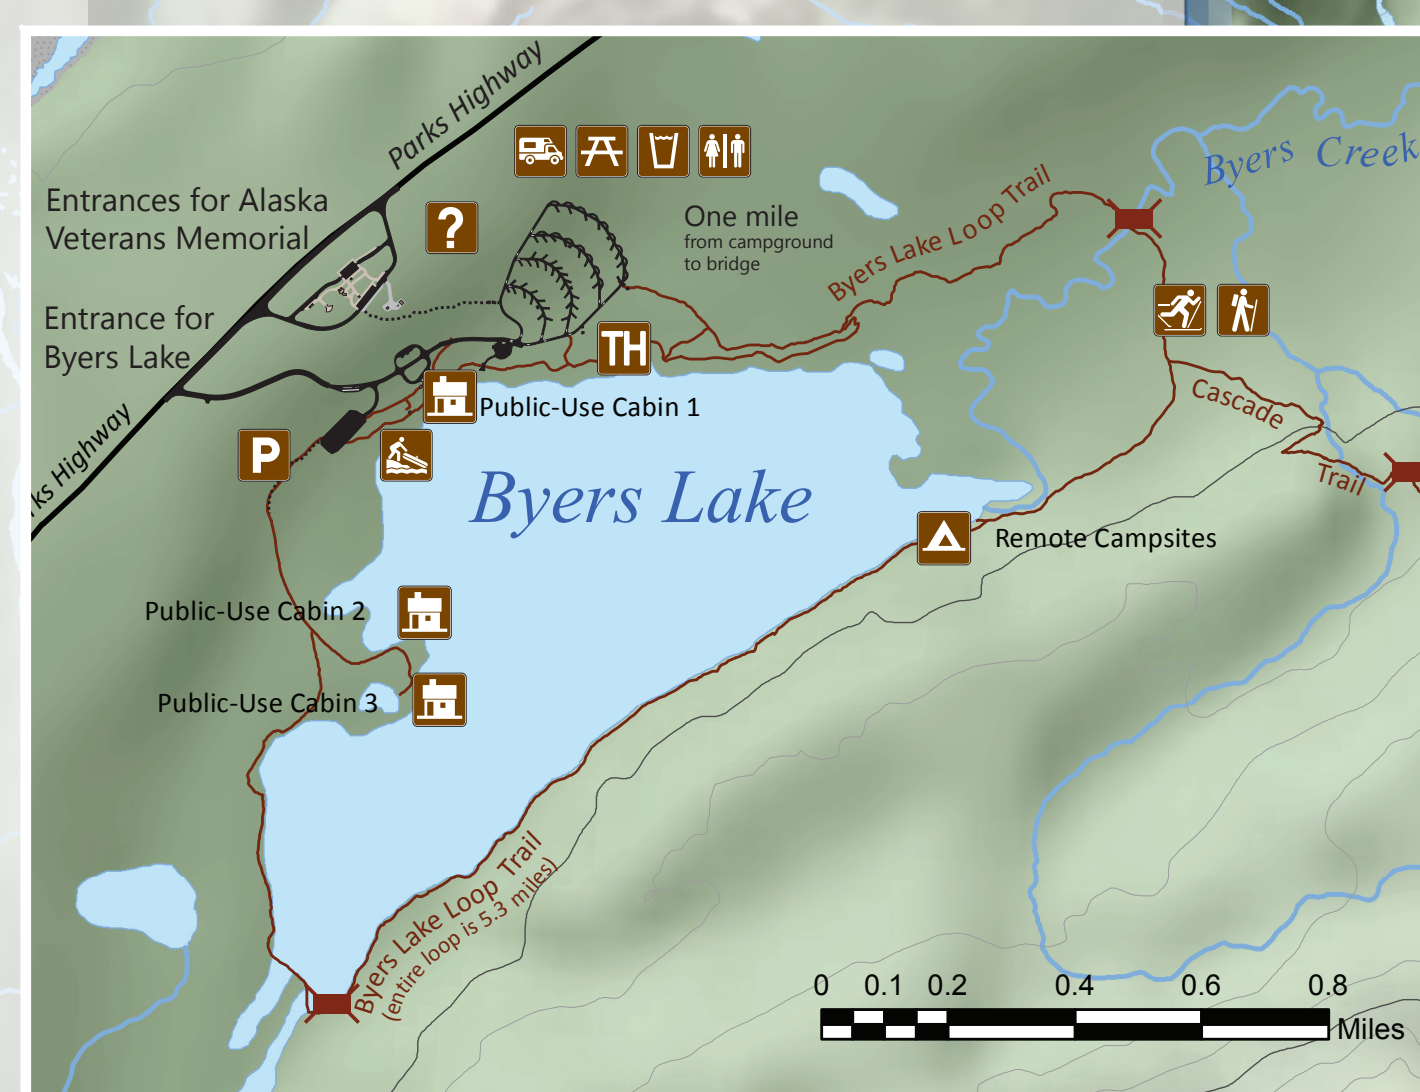 Parks Highway
Entrances for Alaska
Veterans Memorial
?
One mile
from campground
to bridge
Byers Lake Loop Trail
Byers Creek
Entrance for
Byers Lake
TH
Public-Use Cabin 1
Cascade
Trail
ks Highway
P
Byers Lake
Remote Campsites
Public-Use Cabin 2
Public-Use Cabin 3
Byers Lake Loop Trail
(entire loop is 5.3 miles)
0 0.1 0.2 0.4 0.6 0.8
Miles